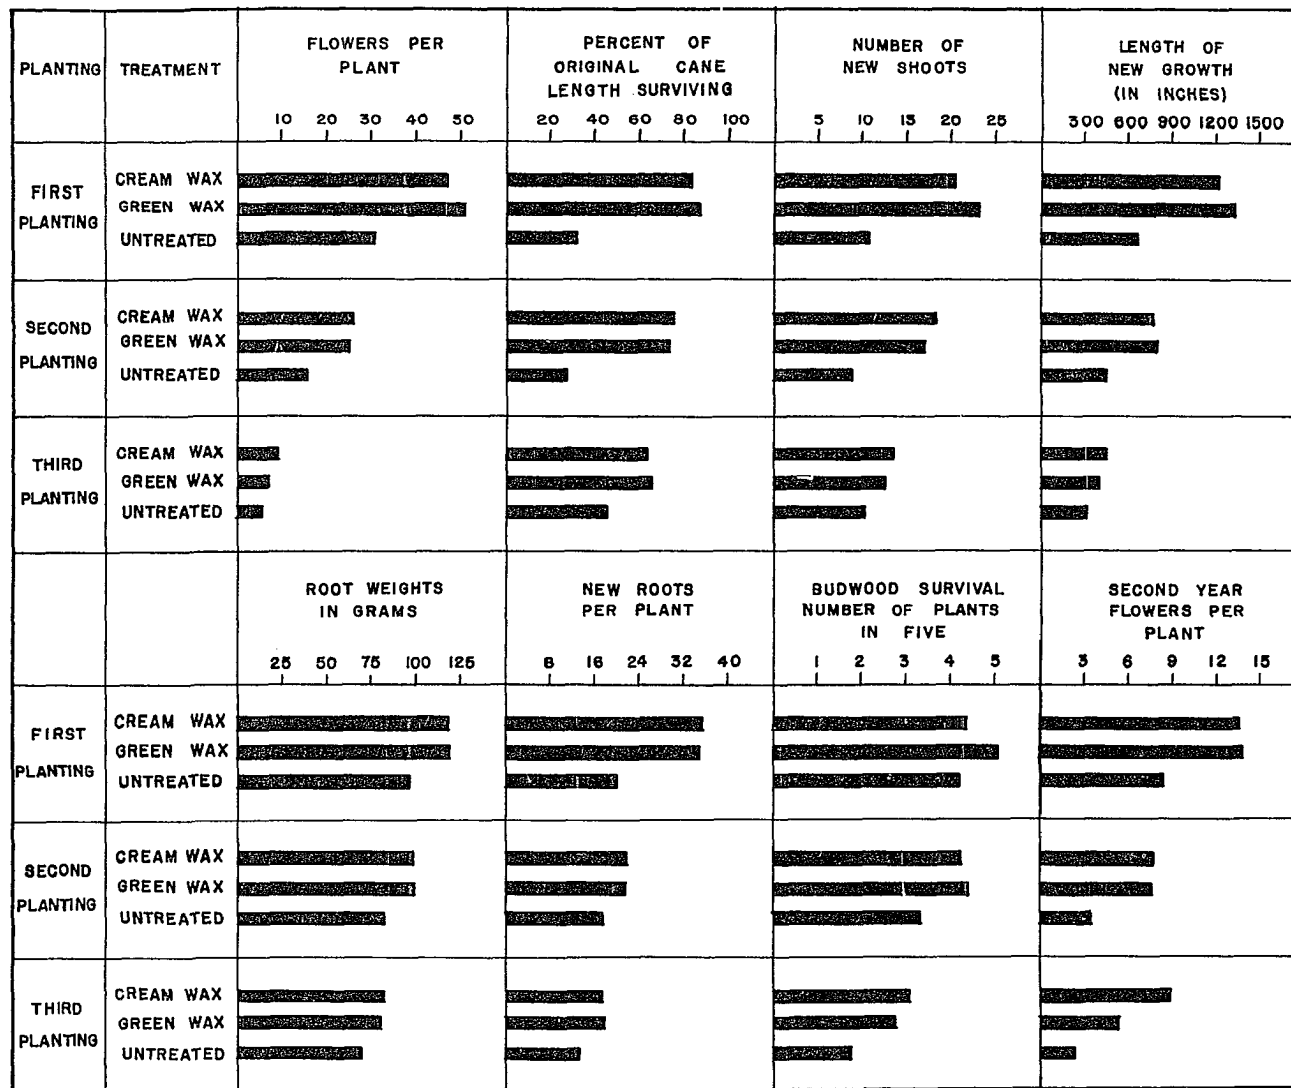 PLANTING
TREATMENT
FLOWERS PER
PLANT
10 20 30 40 50
PERCENT OF
ORIGINAL CANE
LENGTH SURVIVING
20 40 60 80 100
NUMBER OF
NEW SHOOTS
5 10 15 20 25
LENGTH OF
NEW GROWTH
(IN INCHES)
300 600 900 1200 1500
FIRST
PLANTING
CREAM WAX
GREEN WAX
UNTREATED
SECOND
PLANTING
CREAM WAX
GREEN WAX
UNTREATED
THIRD
PLANTING
CREAM WAX
GREEN WAX
UNTREATED
ROOT WEIGHTS
IN GRAMS
25 50 75 100 125
NEW ROOTS
PER PLANT
8 16 24 32 40
BUDWOOD SURVIVAL
NUMBER OF PLANTS
IN FIVE
1 2 3 4 5
SECOND YEAR
FLOWERS PER
PLANT
3 6 9 12 15
FIRST
PLANTING
CREAM WAX
GREEN WAX
UNTREATED
SECOND
PLANTING
CREAM WAX
GREEN WAX
UNTREATED
THIRD
PLANTING
CREAM WAX
GREEN WAX
UNTREATED